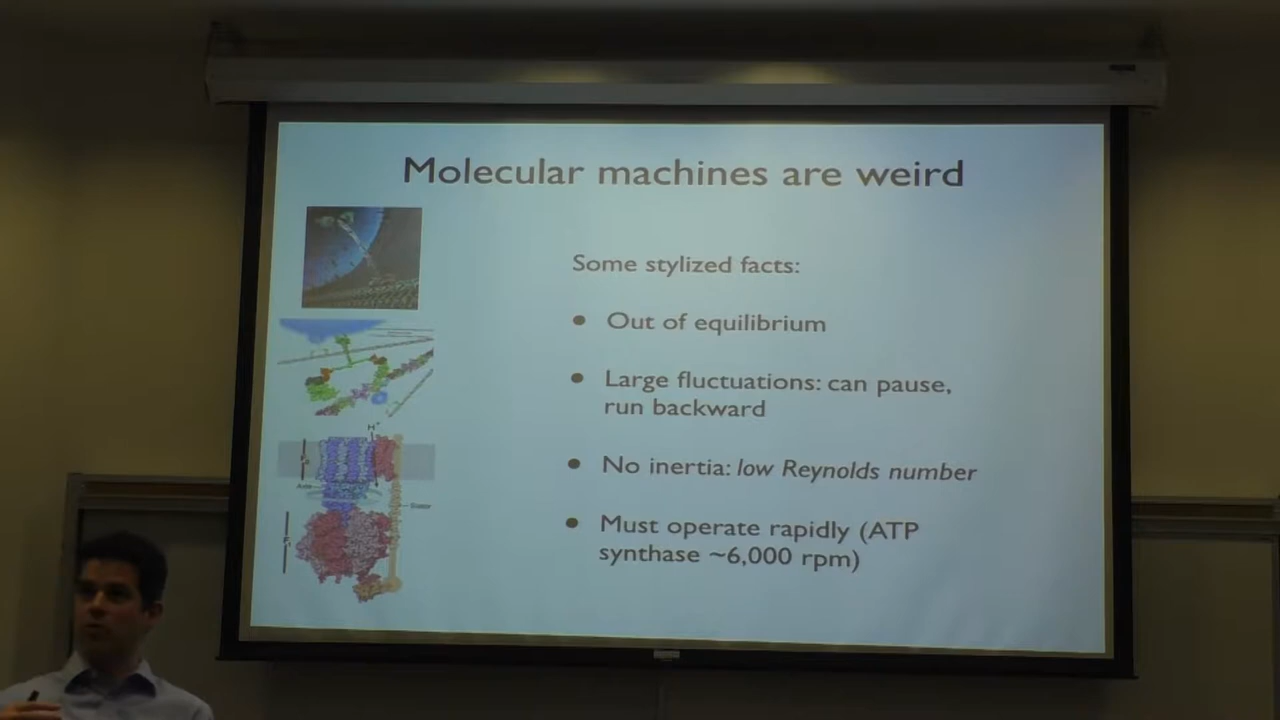 Molecular machines are weird
Some stylized facts:
• Out of equilibrium
• Large fluctuations: can pause,
run backward
• No inertia: low Reynolds number
• Must operate rapidly (ATP
synthase ~6,000 rpm)
H⁺